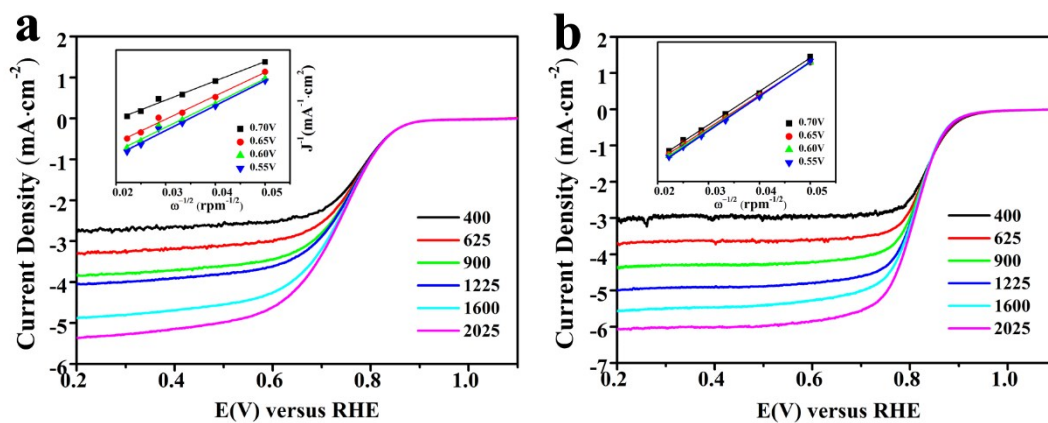 a
2
1
0
-1
-2
-3
-4
-5
-6
Current Density (mA·cm⁻²)
0.2
0.4
0.6
0.8
1.0
E(V) versus RHE
0.02
0.03
0.04
0.05
ω⁻¹/² (rpm⁻¹/²)
J⁻¹(mA⁻¹·cm²)
0.70V
0.65V
0.60V
0.55V
400
625
900
1225
1600
2025
b
2
1
0
-1
-2
-3
-4
-5
-6
-7
Current Density (mA·cm⁻²)
0.2
0.4
0.6
0.8
1.0
E(V) versus RHE
0.02
0.03
0.04
0.05
ω⁻¹/² (rpm⁻¹/²)
0.70V
0.65V
0.60V
0.55V
400
625
900
1225
1600
2025